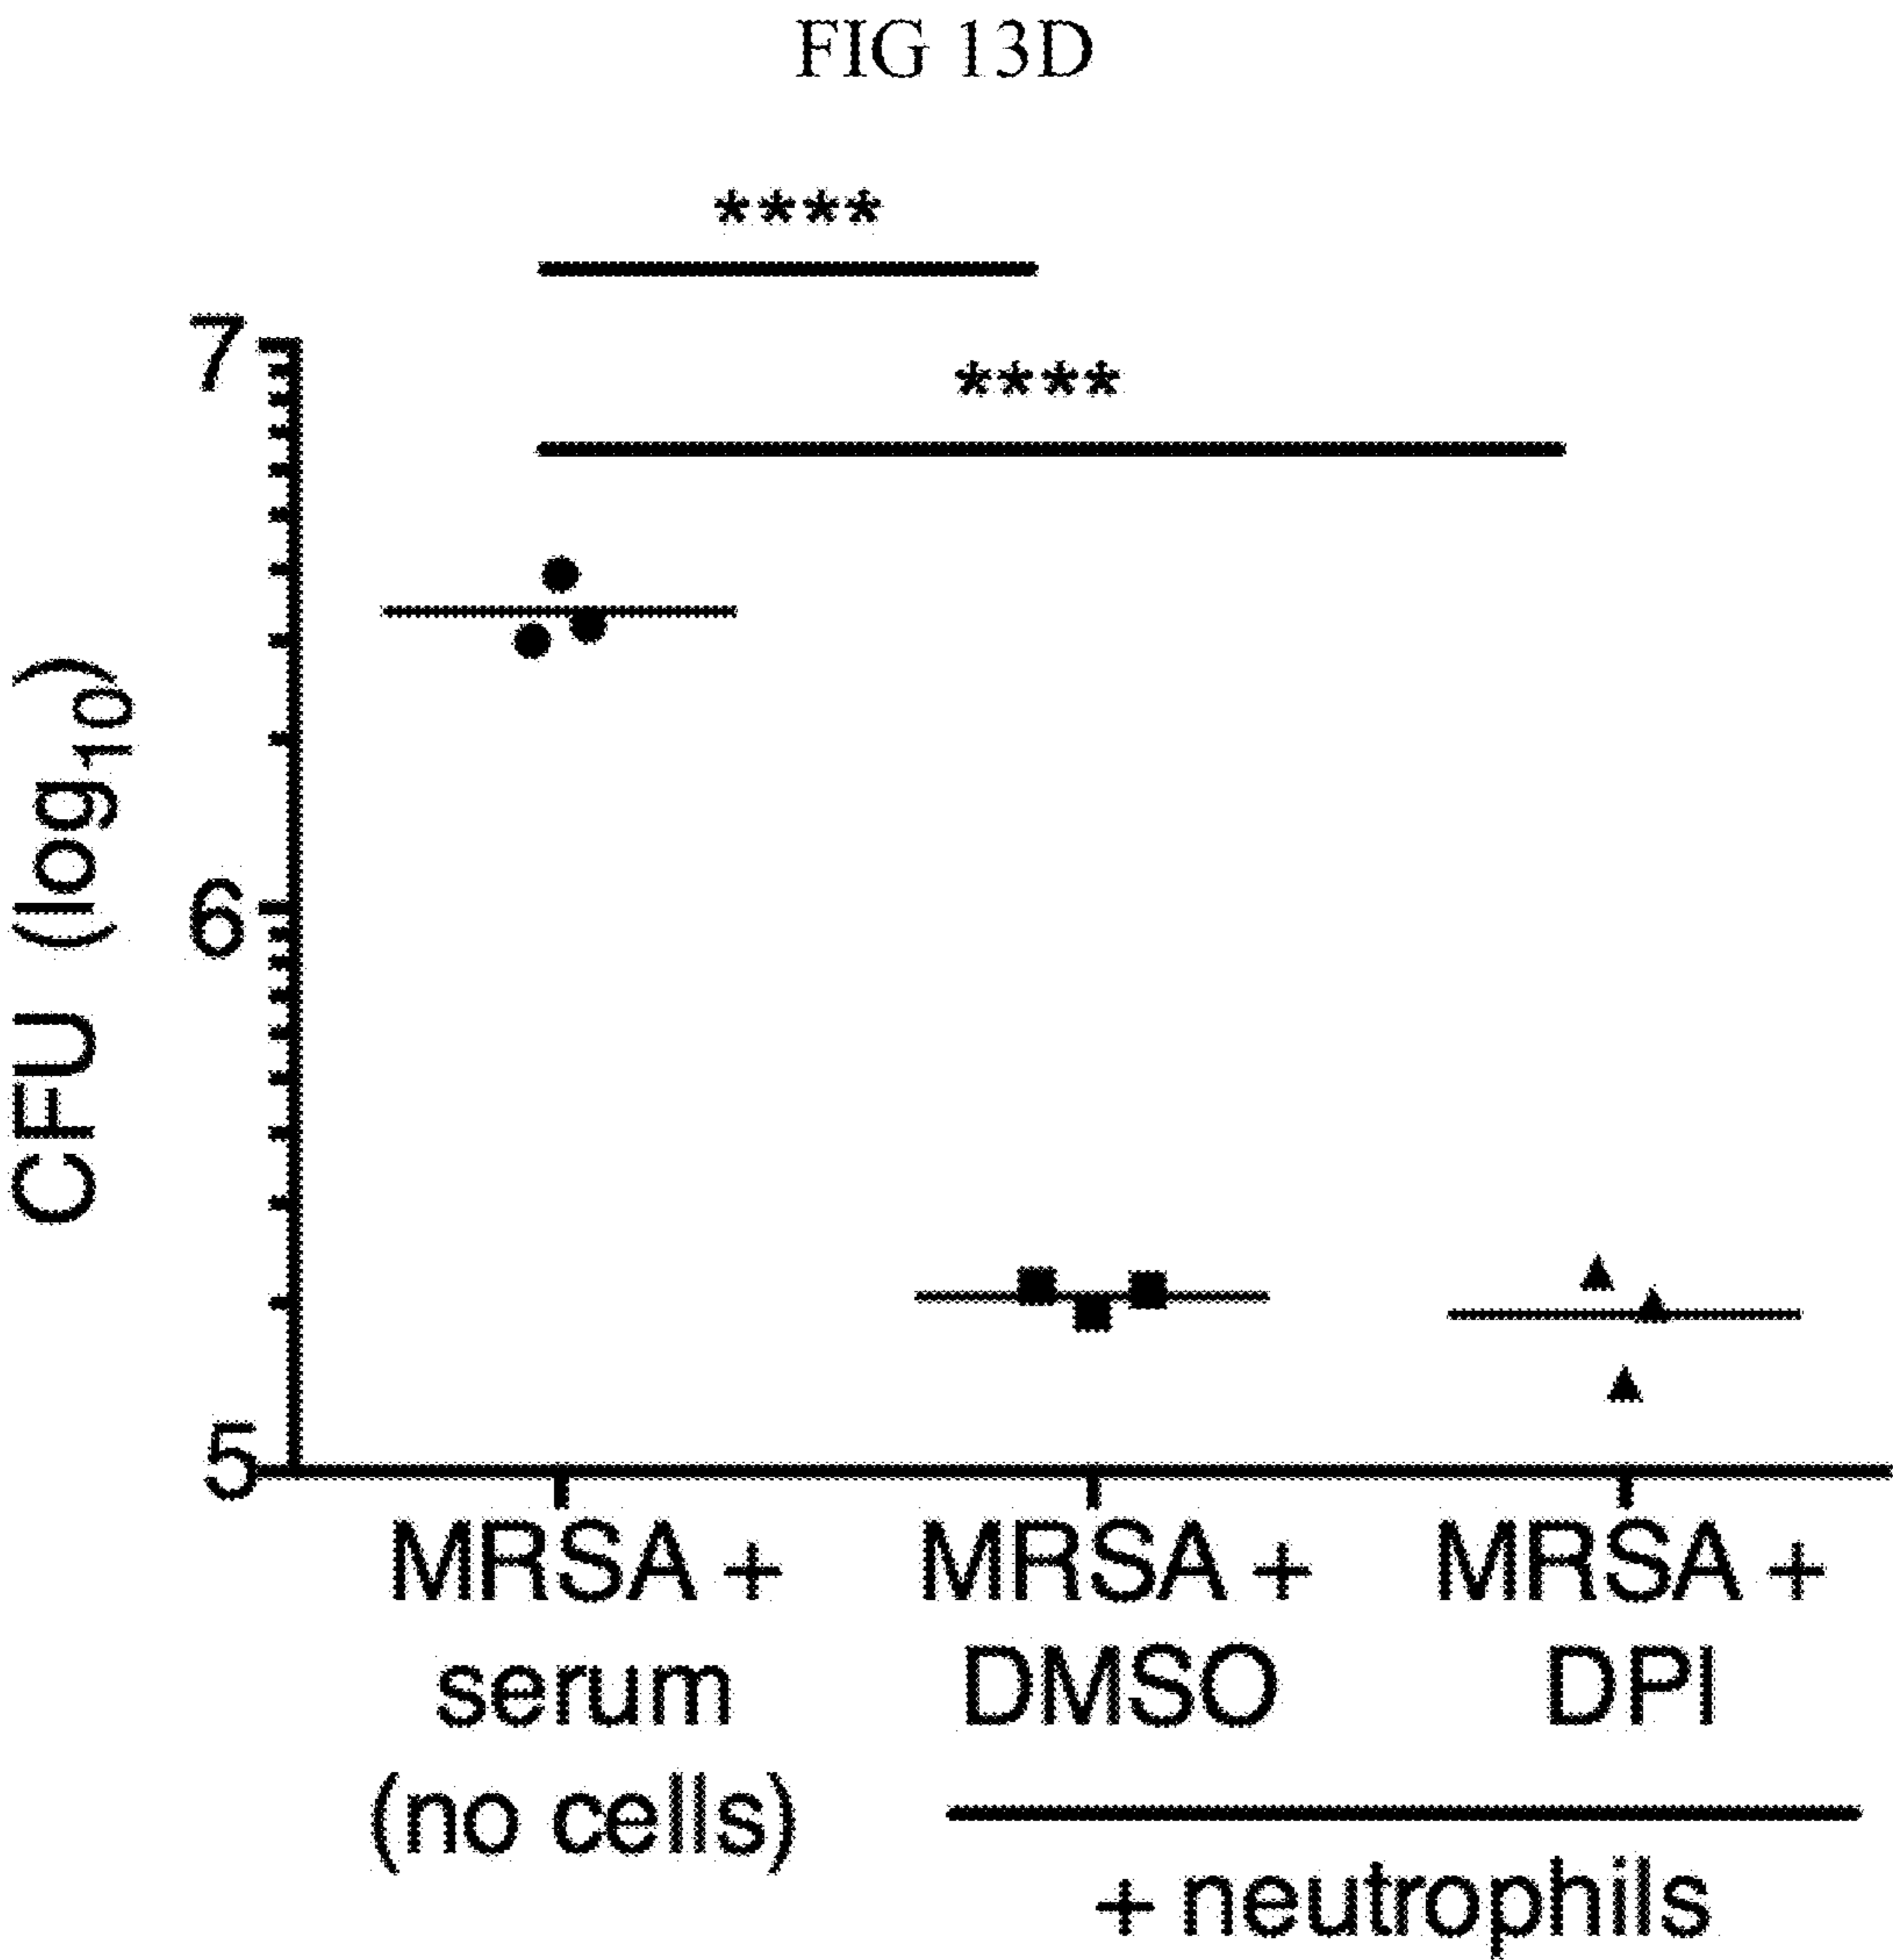 FIG 13D
****
****
7
6
5
CFU (log₁₀)
MRSA +
serum
(no cells)
MRSA +
DMSO
MRSA +
DPI
+ neutrophils